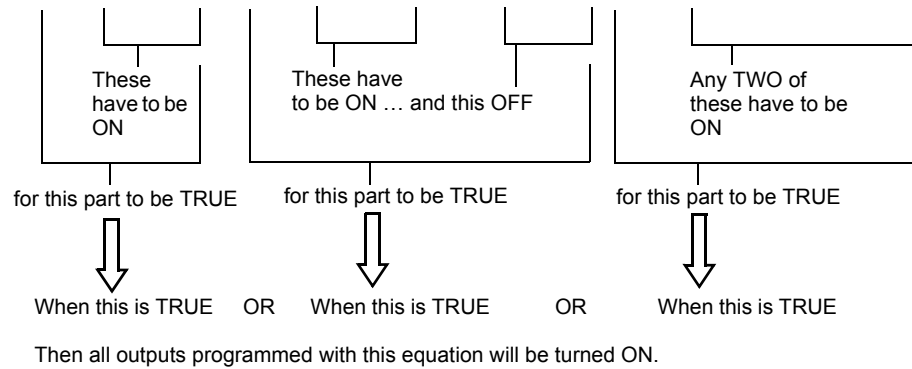 These
have to be
ON
These have
to be ON … and this OFF
Any TWO of
these have to be
ON
for this part to be TRUE
for this part to be TRUE
for this part to be TRUE
When this is TRUE OR When this is TRUE OR When this is TRUE
Then all outputs programmed with this equation will be turned ON.